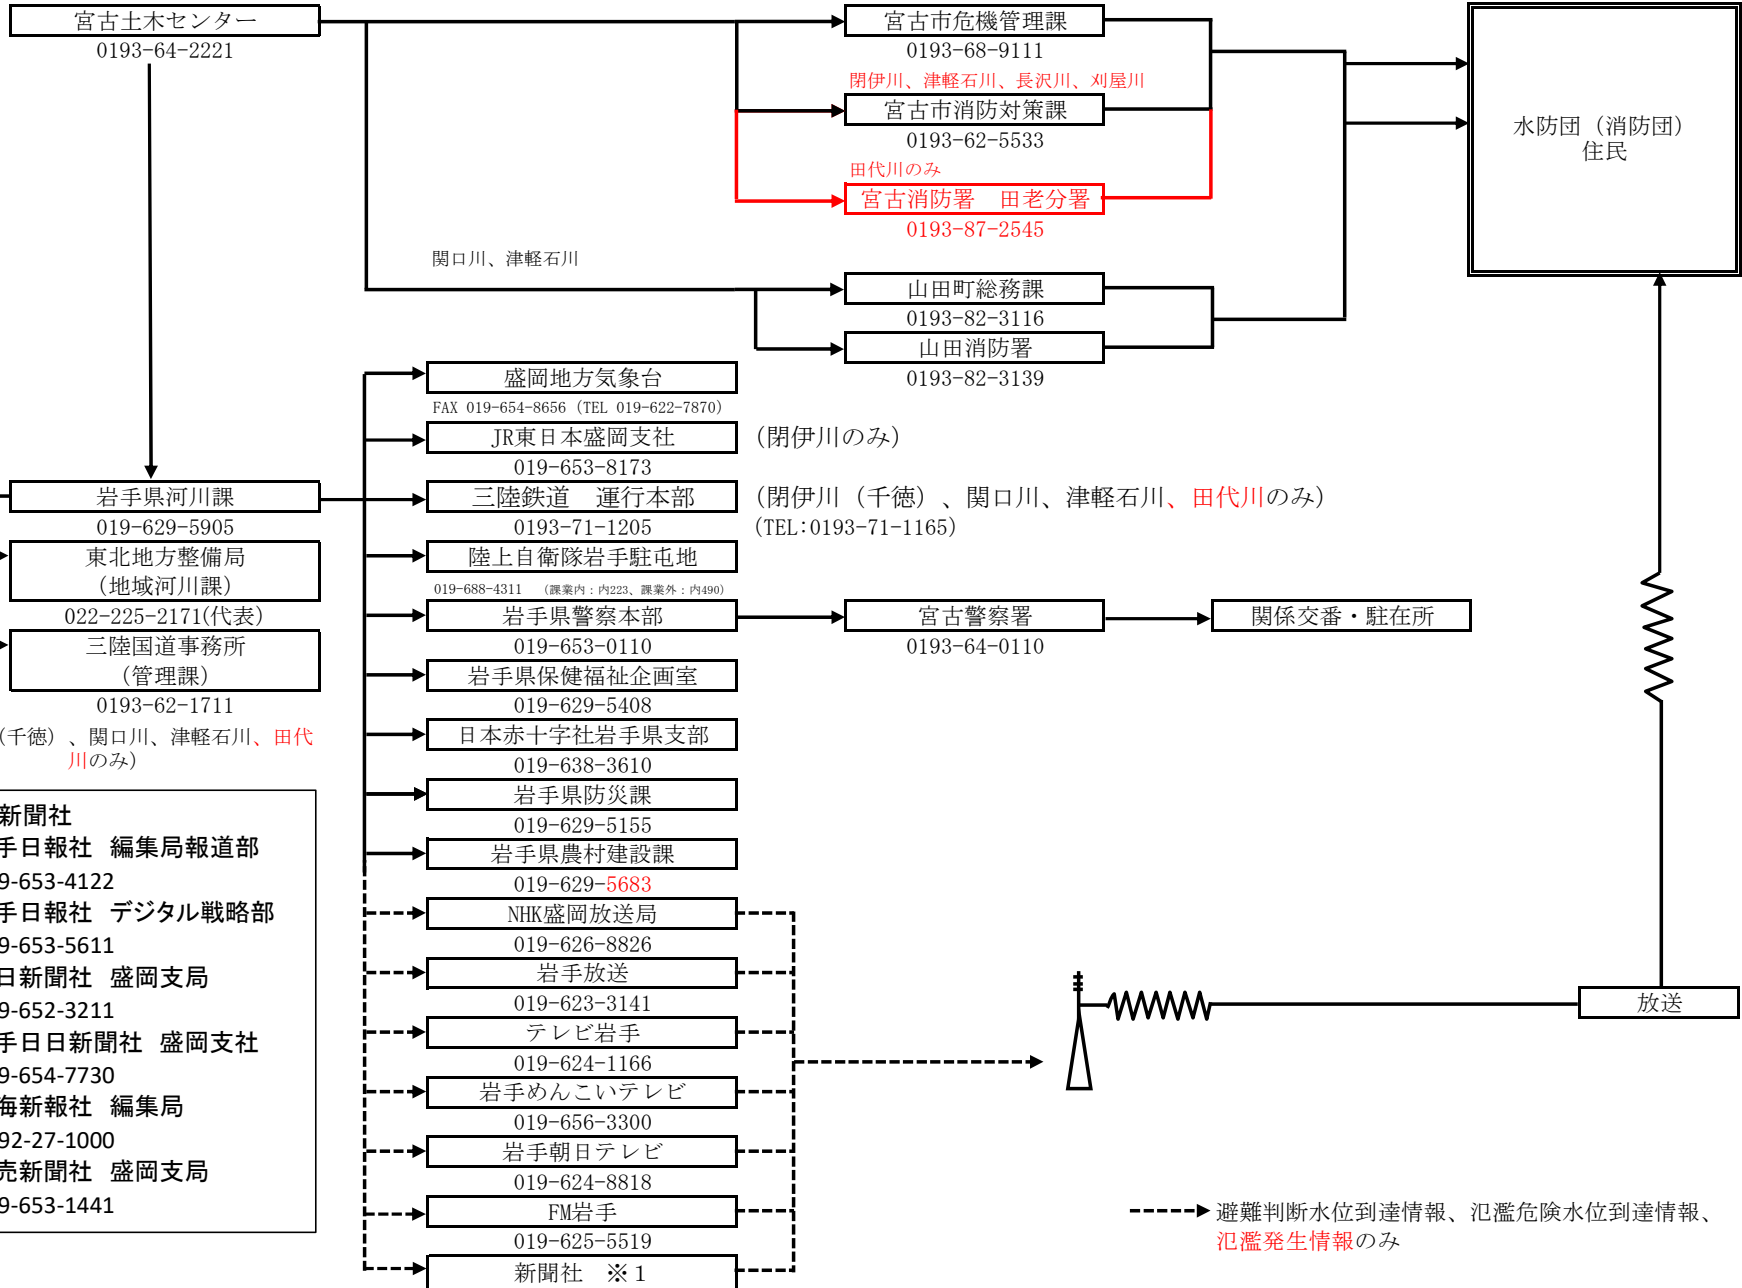 宮古土木センター
0193-64-2221
宮古市危機管理課
0193-68-9111
閉伊川、津軽石川、長沢川、刈屋川
宮古市消防対策課
0193-62-5533
田代川のみ
宮古消防署　田老分署
0193-87-2545
水防団（消防団）
住民
関口川、津軽石川
山田町総務課
0193-82-3116
山田消防署
0193-82-3139
盛岡地方気象台
FAX 019-654-8656（TEL 019-622-7870）
JR東日本盛岡支社
（閉伊川のみ）
019-653-8173
岩手県河川課
019-629-5905
三陸鉄道　運行本部
（閉伊川（千徳）、関口川、津軽石川、田代川のみ）
0193-71-1205
(TEL:0193-71-1165)
東北地方整備局
（地域河川課）
022-225-2171(代表)
陸上自衛隊岩手駐屯地
019-688-4311　（課業内：内223、課業外：内490）
三陸国道事務所
（管理課）
0193-62-1711
（千徳）、関口川、津軽石川、田代
川のみ）
岩手県警察本部
019-653-0110
宮古警察署
0193-64-0110
関係交番・駐在所
岩手県保健福祉企画室
019-629-5408
日本赤十字社岩手県支部
019-638-3610
岩手県防災課
019-629-5155
岩手県農村建設課
019-629-5683
NHK盛岡放送局
019-626-8826
岩手放送
019-623-3141
テレビ岩手
019-624-1166
岩手めんこいテレビ
019-656-3300
岩手朝日テレビ
019-624-8818
FM岩手
019-625-5519
新聞社　※１
新聞社
手日報社　編集局報道部
9-653-4122
手日報社　デジタル戦略部
9-653-5611
日新聞社　盛岡支局
9-652-3211
手日日新聞社　盛岡支社
9-654-7730
海新報社　編集局
92-27-1000
売新聞社　盛岡支局
9-653-1441
放送
避難判断水位到達情報、氾濫危険水位到達情報、
氾濫発生情報のみ